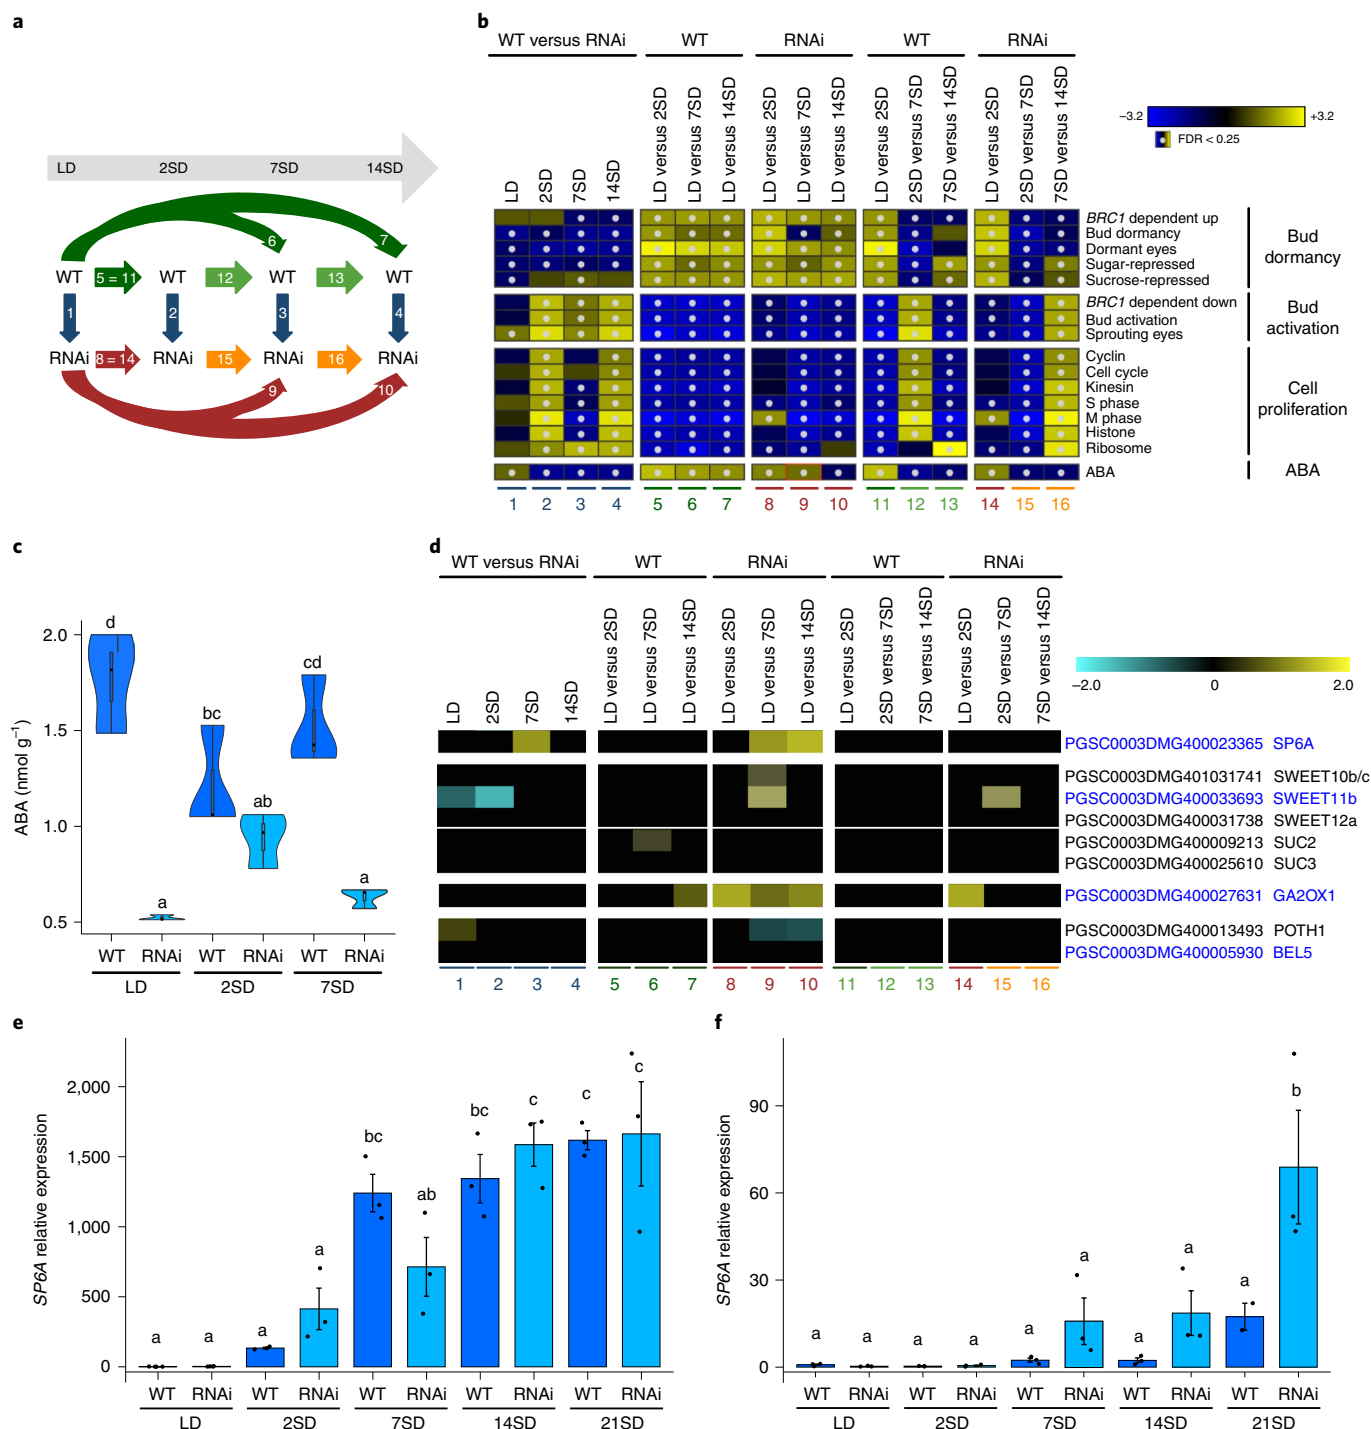 a
LD 2SD 7SD 14SD
6 7
WT 5 = 11 WT 12 WT 13 WT
1 2 3 4
RNAi 8 = 14 RNAi 15 RNAi 16 RNAi
9 10
b
WT versus RNAi WT RNAi WT RNAi
LD 2SD 7SD 14SD LD versus 2SD LD versus 7SD LD versus 14SD LD versus 2SD LD versus 7SD LD versus 14SD LD versus 2SD 2SD versus 7SD 7SD versus 14SD LD versus 2SD 2SD versus 7SD 7SD versus 14SD
−3.2 +3.2
FDR < 0.25
BRC1 dependent up
Bud dormancy
Dormant eyes
Sugar-repressed
Sucrose-repressed
Bud
dormancy
BRC1 dependent down
Bud activation
Sprouting eyes
Bud
activation
Cyclin
Cell cycle
Kinesin
S phase
M phase
Histone
Ribosome
Cell
proliferation
ABA ABA
1 2 3 4 5 6 7 8 9 10 11 12 13 14 15 16
c
ABA (nmol g⁻¹)
2.0
1.5
1.0
0.5
d a bc ab cd a
WT RNAi WT RNAi WT RNAi
LD 2SD 7SD
d
WT versus RNAi WT RNAi WT RNAi
LD 2SD 7SD 14SD LD versus 2SD LD versus 7SD LD versus 14SD LD versus 2SD LD versus 7SD LD versus 14SD LD versus 2SD 2SD versus 7SD 7SD versus 14SD LD versus 2SD 2SD versus 7SD 7SD versus 14SD
−2.0 0 2.0
PGSC0003DMG400023365 SP6A
PGSC0003DMG401031741 SWEET10b/c
PGSC0003DMG400033693 SWEET11b
PGSC0003DMG400031738 SWEET12a
PGSC0003DMG400009213 SUC2
PGSC0003DMG400025610 SUC3
PGSC0003DMG400027631 GA2OX1
PGSC0003DMG400013493 POTH1
PGSC0003DMG400005930 BEL5
1 2 3 4 5 6 7 8 9 10 11 12 13 14 15 16
e
SP6A relative expression
2,000
1,500
1,000
500
0
a a a a bc ab bc c c c
WT RNAi WT RNAi WT RNAi WT RNAi WT RNAi
LD 2SD 7SD 14SD 21SD
f
SP6A relative expression
90
60
30
0
a a a a a a a a a b
WT RNAi WT RNAi WT RNAi WT RNAi WT RNAi
LD 2SD 7SD 14SD 21SD